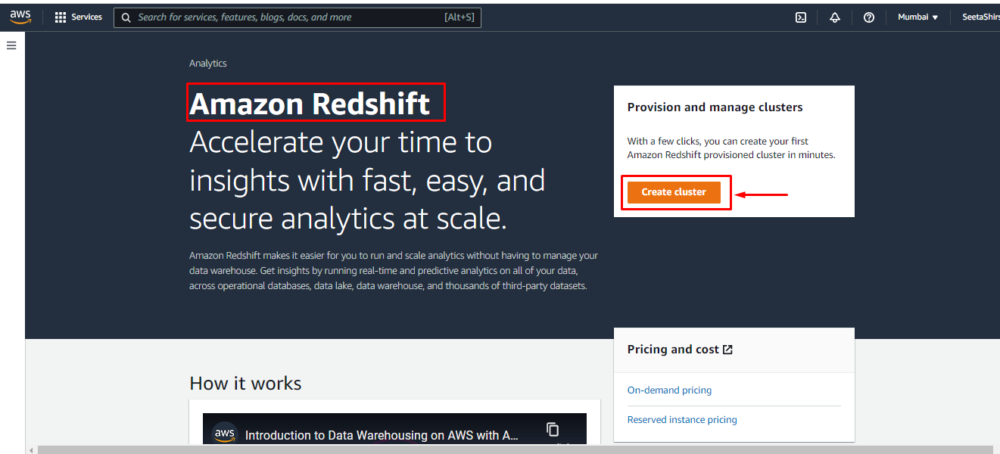 aws Services Search for services, features, blogs, docs, and more [Alt+S] Mumbai SeetaShirs
Analytics
Amazon Redshift
Accelerate your time to
insights with fast, easy, and
secure analytics at scale.
Amazon Redshift makes it easier for you to run and scale analytics without having to manage your
data warehouse. Get insights by running real-time and predictive analytics on all of your data,
across operational databases, data lake, data warehouse, and thousands of third-party datasets.
Provision and manage clusters
With a few clicks, you can create your first
Amazon Redshift provisioned cluster in minutes.
Create cluster
Pricing and cost
On-demand pricing
Reserved instance pricing
How it works
aws Introduction to Data Warehousing on AWS with A...